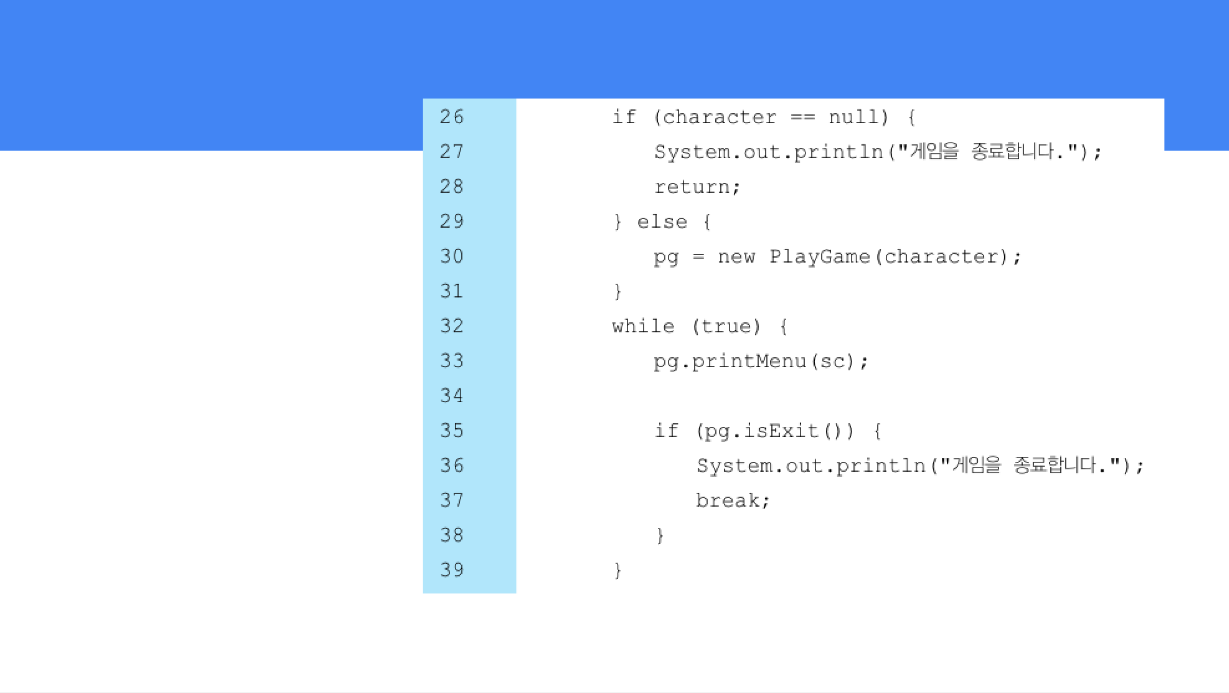 26 if (character == null) {
27 System.out.println("게임을 종료합니다.");
28 return;
29 } else {
30 pg = new PlayGame(character);
31 }
32 while (true) {
33 pg.printMenu(sc);
34
35 if (pg.isExit()) {
36 System.out.println("게임을 종료합니다.");
37 break;
38 }
39 }